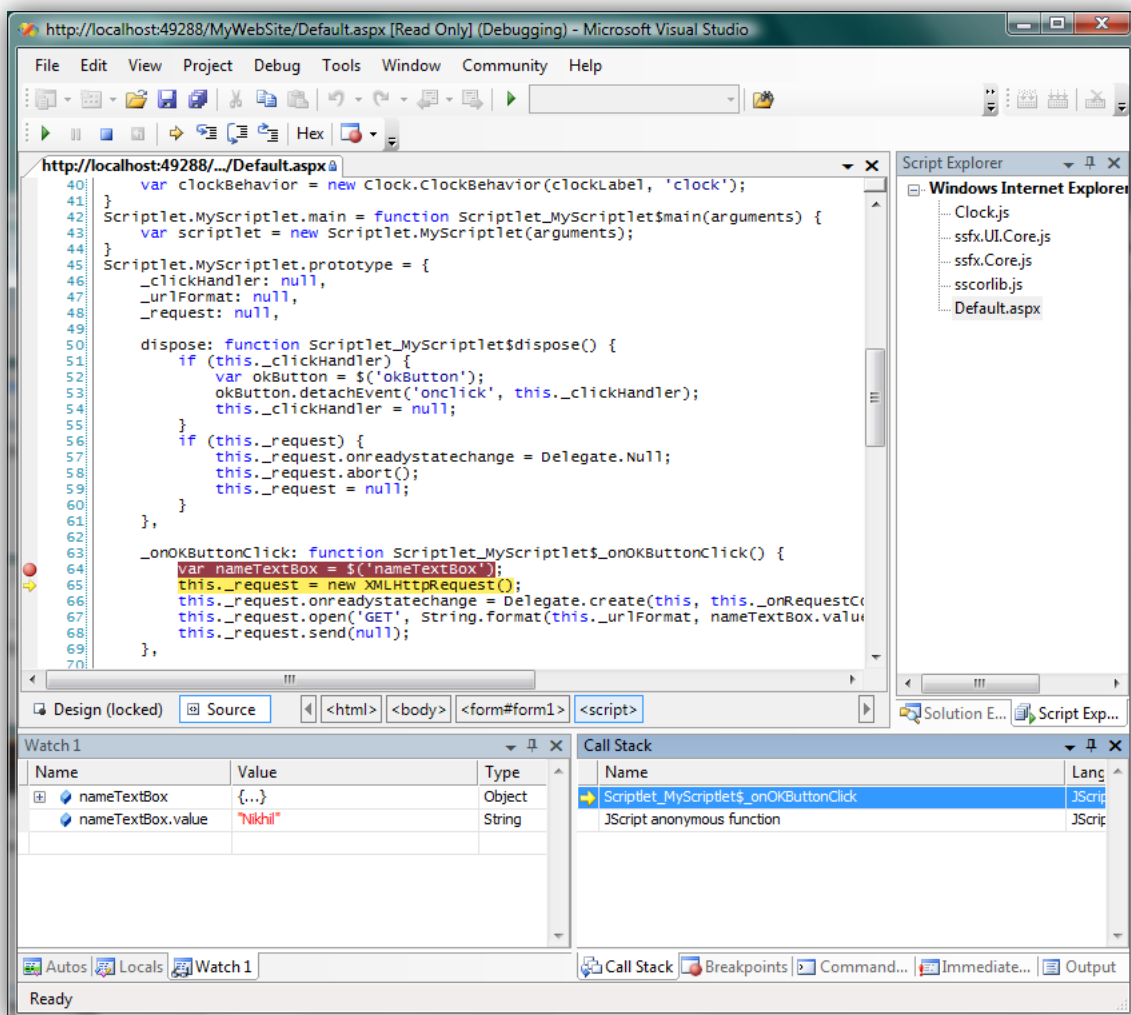 http://localhost:49288/MyWebSite/Default.aspx [Read Only] (Debugging) - Microsoft Visual Studio
File Edit View Project Debug Tools Window Community Help
Hex
http://localhost:49288/.../Default.aspx
40 var clockBehavior = new Clock.ClockBehavior(clockLabel, 'clock');
41 }
42 Scriptlet.MyScriptlet.main = function Scriptlet_MyScriptlet$main(arguments) {
43 var scriptlet = new Scriptlet.MyScriptlet(arguments);
44 }
45 Scriptlet.MyScriptlet.prototype = {
46 _clickHandler: null,
47 _urlFormat: null,
48 _request: null,
49
50 dispose: function Scriptlet_MyScriptlet$dispose() {
51 if (this._clickHandler) {
52 var okButton = $('okButton');
53 okButton.detachEvent('onclick', this._clickHandler);
54 this._clickHandler = null;
55 }
56 if (this._request) {
57 this._request.onreadystatechange = Delegate.Null;
58 this._request.abort();
59 this._request = null;
60 }
61 },
62
63 _onOKButtonClick: function Scriptlet_MyScriptlet$_onOKButtonClick() {
64 var nameTextBox = $('nameTextBox');
65 this._request = new XMLHttpRequest();
66 this._request.onreadystatechange = Delegate.create(this, this._onRequestCo
67 this._request.open('GET', String.format(this._urlFormat, nameTextBox.value
68 this._request.send(null);
69 },
70
Script Explorer
Windows Internet Explorer
Clock.js
ssfx.UI.Core.js
ssfx.Core.js
sscorlib.js
Default.aspx
Design (locked) Source <html> <body> <form#form1> <script>
Solution E... Script Exp...
Watch 1
Name Value Type
nameTextBox {...} Object
nameTextBox.value "Nikhil" String
Autos Locals Watch 1
Call Stack
Name Lang
Scriptlet_MyScriptlet$_onOKButtonClick JScrip
JScript anonymous function JScrip
Call Stack Breakpoints Command... Immediate... Output
Ready